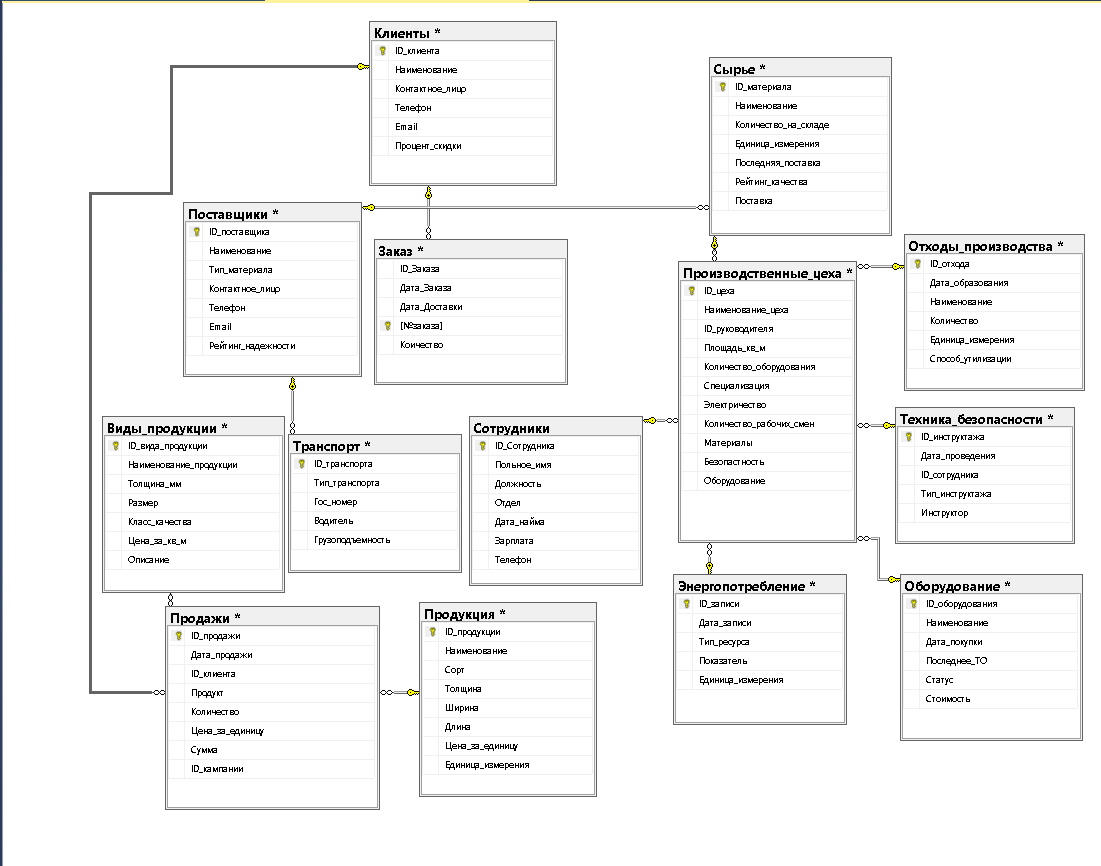 Клиенты *
ID_клиента
Наименование
Контактное_лицо
Телефон
Email
Процент_скидки
Сырье *
ID_материала
Наименование
Количество_на_складе
Единица_измерения
Последняя_поставка
Рейтинг_качества
Поставка
Поставщики *
ID_поставщика
Наименование
Тип_материала
Контактное_лицо
Телефон
Email
Рейтинг_надежности
Заказ *
ID_Заказа
Дата_Заказа
Дата_Доставки
[№заказа]
Коичество
Производственные_цеха *
ID_цеха
Наименование_цеха
ID_руководителя
Площадь_кв_м
Количество_оборудования
Специализация
Электричество
Количество_рабочих_смен
Материалы
Безопастность
Оборудование
Отходы_производства *
ID_отхода
Дата_образования
Наименование
Количество
Единица_измерения
Способ_утилизации
Виды_продукции *
ID_вида_продукции
Наименование_продукции
Толщина_мм
Размер
Класс_качества
Цена_за_кв_м
Описание
Транспорт *
ID_транспорта
Тип_транспорта
Гос_номер
Водитель
Грузоподъемность
Сотрудники
ID_Сотрудника
Польное_имя
Должность
Отдел
Дата_найма
Зарплата
Телефон
Техника_безопасности *
ID_инструктажа
Дата_проведения
ID_сотрудника
Тип_инструктажа
Инструктор
Продажи *
ID_продажи
Дата_продажи
ID_клиента
Продукт
Количество
Цена_за_единицу
Сумма
ID_кампании
Продукция *
ID_продукции
Наименование
Сорт
Толщина
Ширина
Длина
Цена_за_единицу
Единица_измерения
Энергопотребление *
ID_записи
Дата_записи
Тип_ресурса
Показатель
Единица_измерения
Оборудование *
ID_оборудования
Наименование
Дата_покупки
Последнее_ТО
Статус
Стоимость